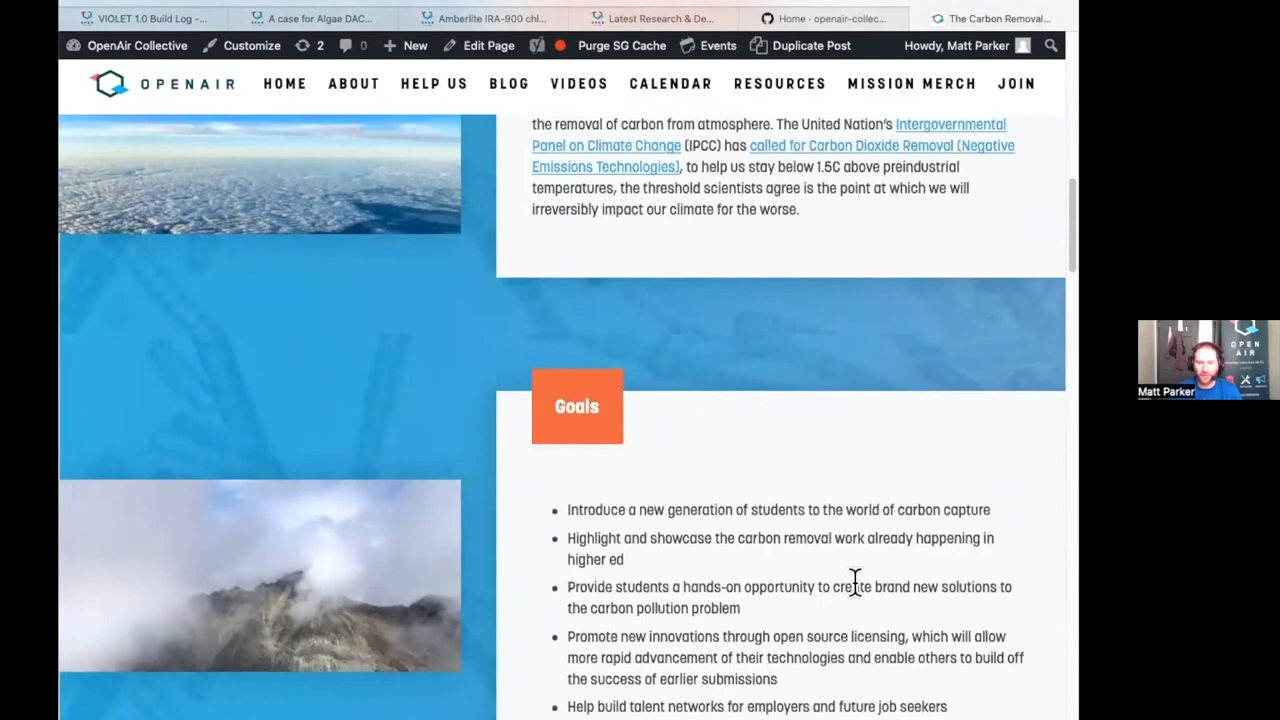 VIOLET 1.0 Build Log -...
A case for Algae DAC...
Amberlite IRA-900 chl...
Latest Research & De...
Home · openair-collec...
The Carbon Removal...
OpenAir Collective
Customize
2
0
New
Edit Page
Purge SG Cache
Events
Duplicate Post
Howdy, Matt Parker
OPENAIR
HOME
ABOUT
HELP US
BLOG
VIDEOS
CALENDAR
RESOURCES
MISSION MERCH
JOIN
the removal of carbon from atmosphere. The United Nation's Intergovernmental
Panel on Climate Change (IPCC) has called for Carbon Dioxide Removal (Negative
Emissions Technologies), to help us stay below 1.5C above preindustrial
temperatures, the threshold scientists agree is the point at which we will
irreversibly impact our climate for the worse.
Goals
Introduce a new generation of students to the world of carbon capture
Highlight and showcase the carbon removal work already happening in
higher ed
Provide students a hands-on opportunity to create brand new solutions to
the carbon pollution problem
Promote new innovations through open source licensing, which will allow
more rapid advancement of their technologies and enable others to build off
the success of earlier submissions
Help build talent networks for employers and future job seekers
OPEN
AIR
Matt Parker